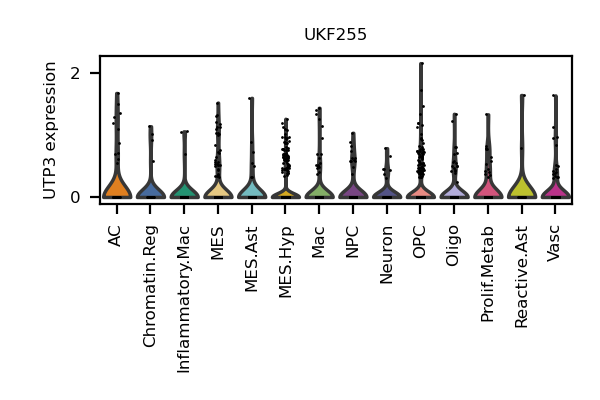 UKF255
UTP3 expression
2
0
AC
Chromatin.Reg
Inflammatory.Mac
MES
MES.Ast
MES.Hyp
Mac
NPC
Neuron
OPC
Oligo
Prolif.Metab
Reactive.Ast
Vasc